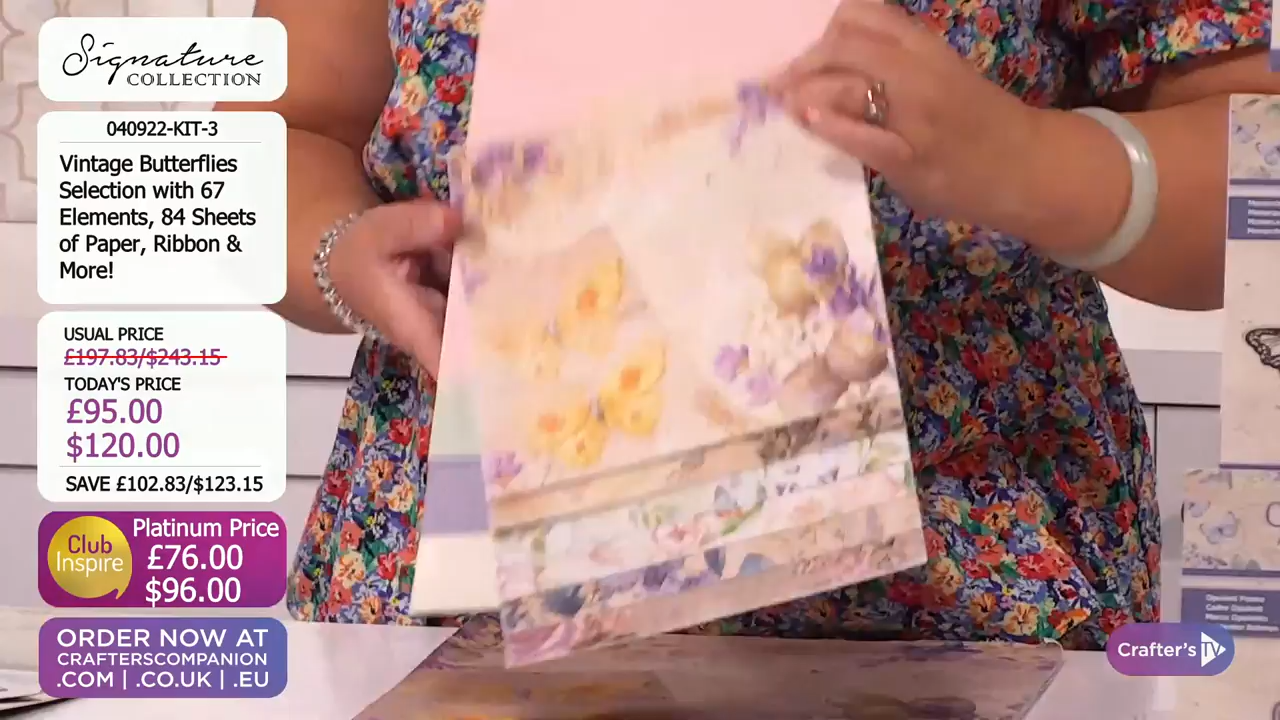 Signature
COLLECTION
040922-KIT-3
Vintage Butterflies
Selection with 67
Elements, 84 Sheets
of Paper, Ribbon &
More!
USUAL PRICE
£197.83/$243.15
TODAY'S PRICE
£95.00
$120.00
SAVE £102.83/$123.15
Club
Inspire
Platinum Price
£76.00
$96.00
ORDER NOW AT
CRAFTERSCOMPANION
.COM | .CO.UK | .EU
Crafter's TV